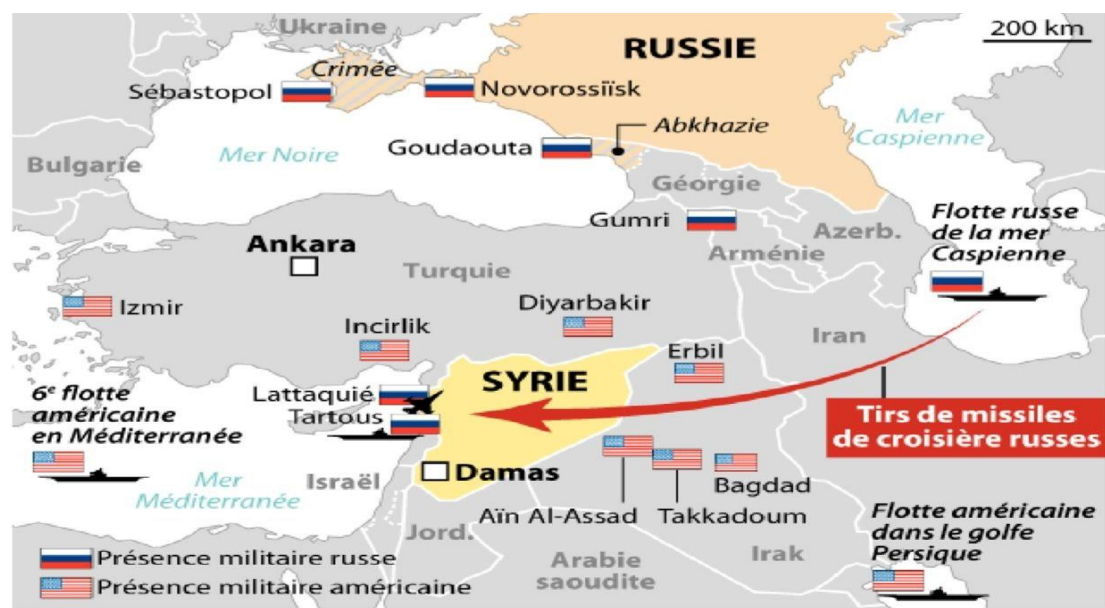 Ukraine
RUSSIE
200 km
Crimée
Sébastopol
Novorossiïsk
Mer
Caspienne
Abkhazie
Goudaouta
Mer Noire
Bulgarie
Géorgie
Gumri
Azerb.
Arménie
Flotte russe
de la mer
Caspienne
Ankara
Turquie
Izmir
Diyarbakir
Incirlik
Iran
Erbil
SYRIE
6e flotte
américaine
en Méditerranée
Lattaquié
Tartous
Tirs de missiles
de croisière russes
Damas
Israël
Mer
Méditerranée
Bagdad
Aïn Al-Assad
Takkadoum
Flotte américaine
dans le golfe
Persique
Jord.
Arabie
saoudite
Irak
Présence militaire russe
Présence militaire américaine